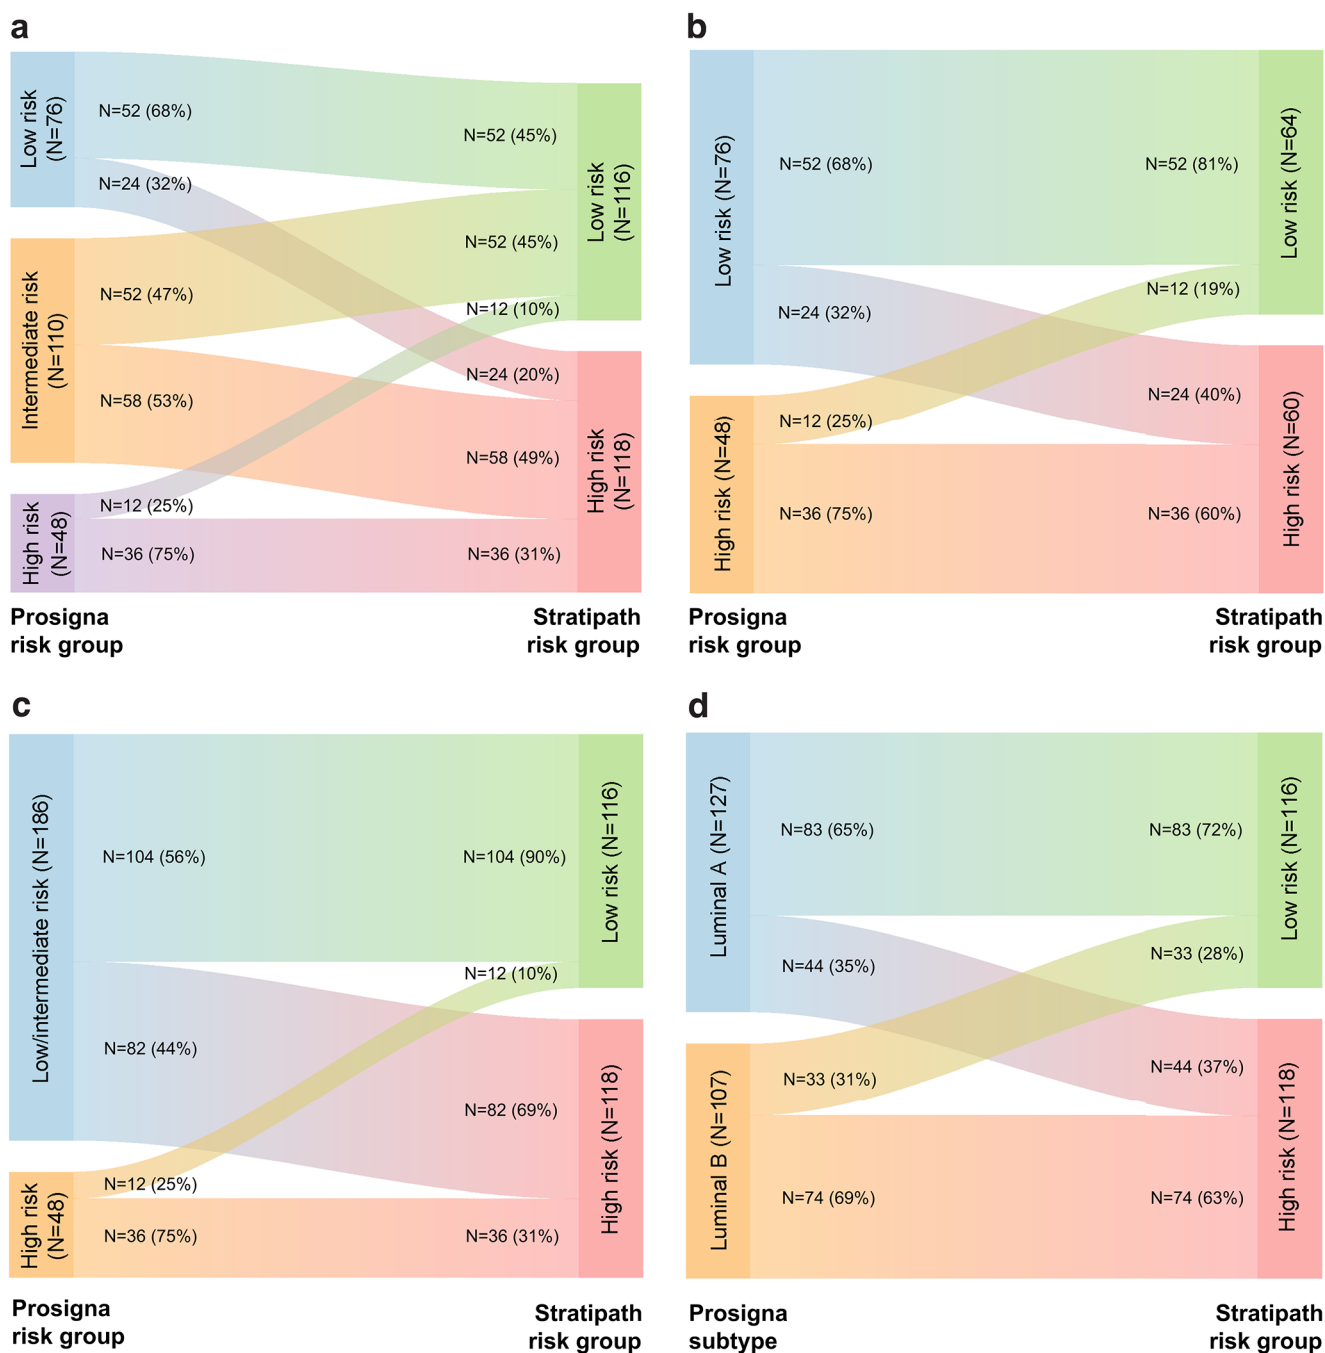 a
Low risk
(N=76)
N=52 (68%)
N=24 (32%)
Intermediate risk
(N=110)
N=52 (47%)
N=58 (53%)
High risk
(N=48)
N=12 (25%)
N=36 (75%)
N=52 (45%)
N=52 (45%)
N=12 (10%)
Low risk
(N=116)
N=24 (20%)
N=58 (49%)
N=36 (31%)
High risk
(N=118)
Prosigna
risk group
Stratipath
risk group
b
Low risk (N=76)
N=52 (68%)
N=24 (32%)
High risk (N=48)
N=12 (25%)
N=36 (75%)
N=52 (81%)
N=12 (19%)
Low risk (N=64)
N=24 (40%)
N=36 (60%)
High risk (N=60)
Prosigna
risk group
Stratipath
risk group
c
Low/intermediate risk (N=186)
N=104 (56%)
N=82 (44%)
High risk
(N=48)
N=12 (25%)
N=36 (75%)
N=104 (90%)
N=12 (10%)
Low risk (N=116)
N=82 (69%)
N=36 (31%)
High risk (N=118)
Prosigna
risk group
Stratipath
risk group
d
Luminal A (N=127)
N=83 (65%)
N=44 (35%)
Luminal B (N=107)
N=33 (31%)
N=74 (69%)
N=83 (72%)
N=33 (28%)
Low risk (N=116)
N=44 (37%)
N=74 (63%)
High risk (N=118)
Prosigna
subtype
Stratipath
risk group